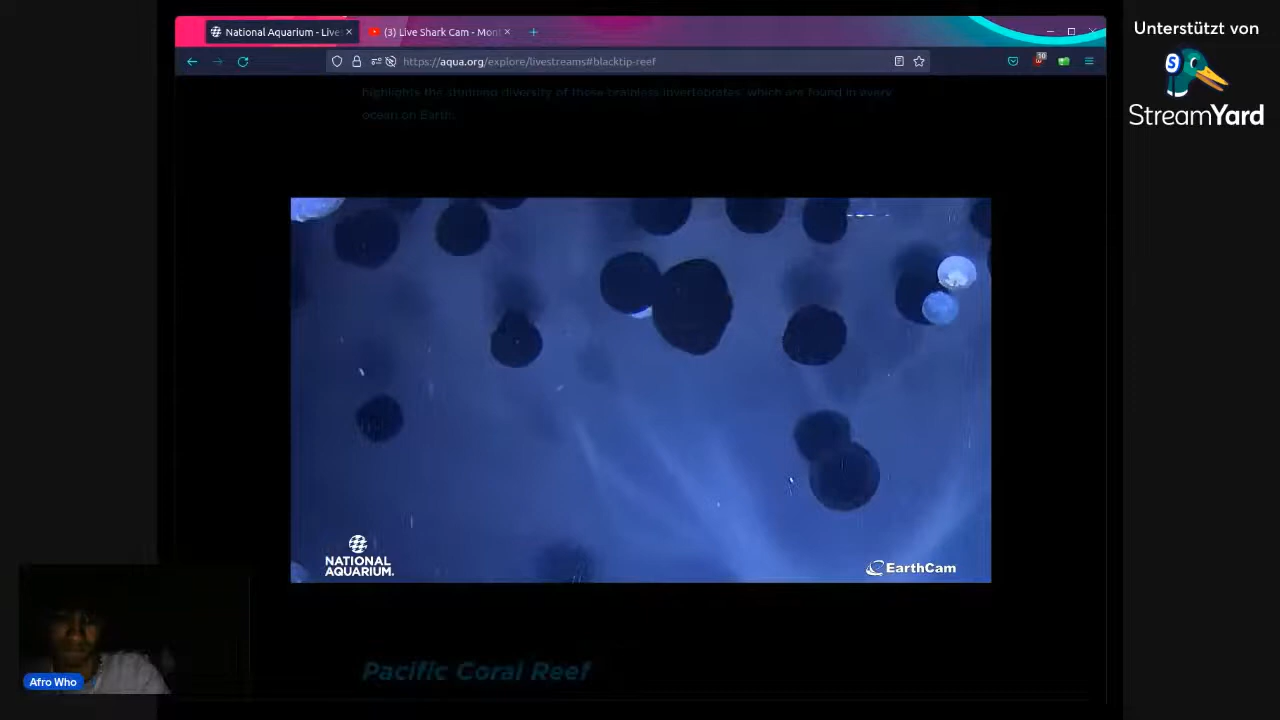 National Aquarium - Live
(3) Live Shark Cam - Mont
https://aqua.org/explore/livestreams#blacktip-reef
highlights the stunning diversity of these brainless invertebrates, which are found in every
ocean on Earth.
NATIONAL
AQUARIUM.
EarthCam
Pacific Coral Reef
Afro Who
Unterstützt von
S
StreamYard